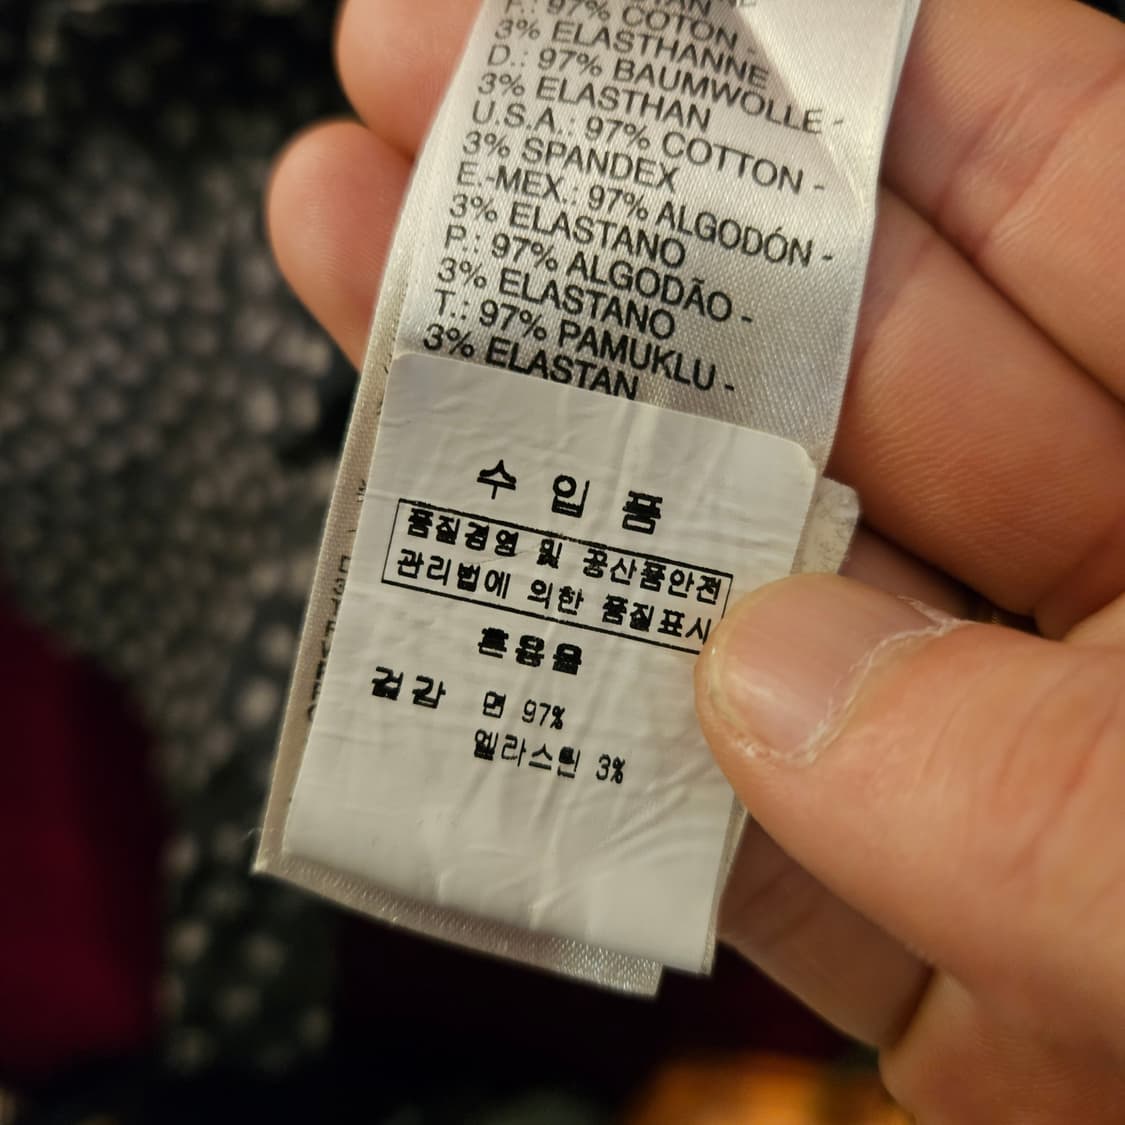 F.: 97% COTON -
3% ELASTHANNE
D.: 97% BAUMWOLLE -
3% ELASTHAN
U.S.A.: 97% COTTON -
3% SPANDEX
E.-MEX.: 97% ALGODÓN -
3% ELASTANO
P.: 97% ALGODÃO -
3% ELASTANO
T.: 97% PAMUKLU -
3% ELASTAN
수입품
품질경영 및 공산품안전
관리법에 의한 품질표시
혼용율
겉감 면 97%
엘라스틴 3%